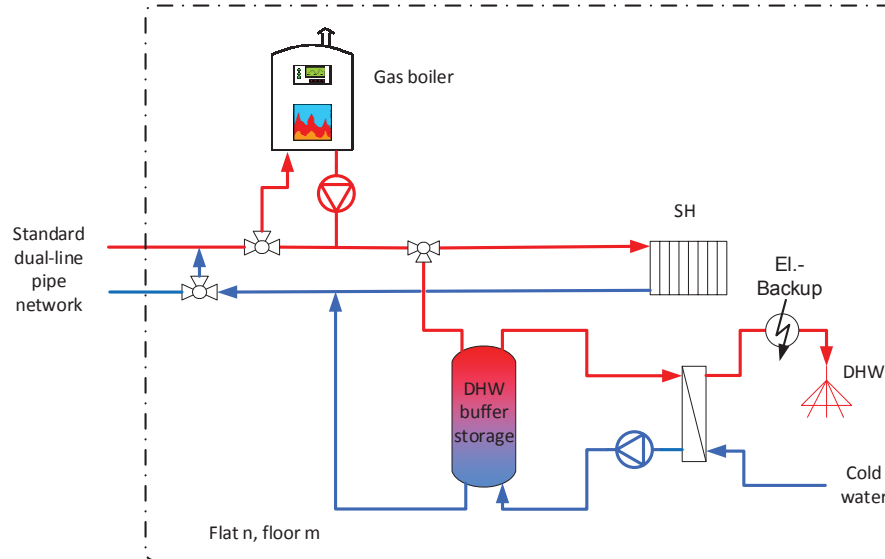 Gas boiler
SH
Standard
dual-line
pipe
network
El.-
Backup
DHW
DHW
buffer
storage
Cold
water
Flat n, floor m